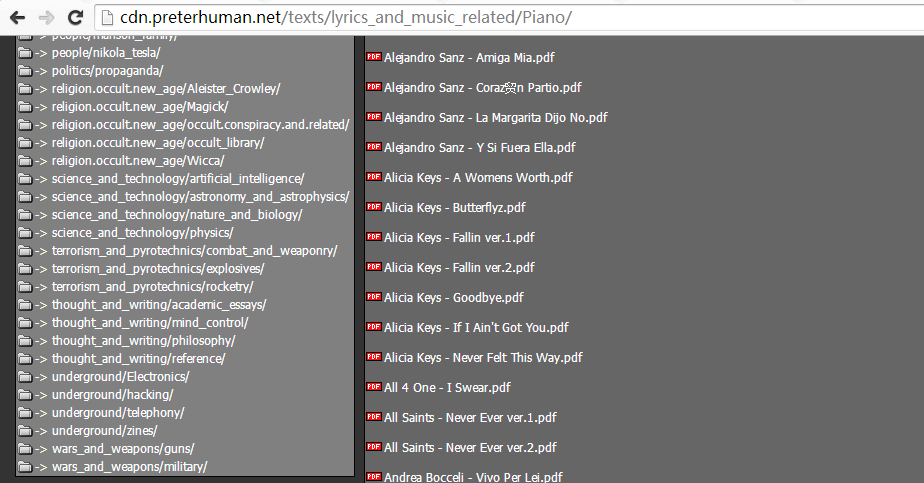 cdn.preterhuman.net/texts/lyrics_and_music_related/Piano/
-> people/manson_family/
-> people/nikola_tesla/
-> politics/propaganda/
-> religion.occult.new_age/Aleister_Crowley/
-> religion.occult.new_age/Magick/
-> religion.occult.new_age/occult.conspiracy.and.related/
-> religion.occult.new_age/occult_library/
-> religion.occult.new_age/Wicca/
-> science_and_technology/artificial_intelligence/
-> science_and_technology/astronomy_and_astrophysics/
-> science_and_technology/nature_and_biology/
-> science_and_technology/physics/
-> terrorism_and_pyrotechnics/combat_and_weaponry/
-> terrorism_and_pyrotechnics/explosives/
-> terrorism_and_pyrotechnics/rocketry/
-> thought_and_writing/academic_essays/
-> thought_and_writing/mind_control/
-> thought_and_writing/philosophy/
-> thought_and_writing/reference/
-> underground/Electronics/
-> underground/hacking/
-> underground/telephony/
-> underground/zines/
-> wars_and_weapons/guns/
-> wars_and_weapons/military/
PDF Alejandro Sanz - Amiga Mia.pdf
PDF Alejandro Sanz - Partio.pdf
PDF Alejandro Sanz - La Margarita Dijo No.pdf
PDF Alejandro Sanz - Y Si Fuera Ella.pdf
PDF Alicia Keys - A Womens Worth.pdf
PDF Alicia Keys - Butterflyz.pdf
PDF Alicia Keys - Fallin ver.1.pdf
PDF Alicia Keys - Fallin ver.2.pdf
PDF Alicia Keys - Goodbye.pdf
PDF Alicia Keys - If I Ain't Got You.pdf
PDF Alicia Keys - Never Felt This Way.pdf
PDF All 4 One - I Swear.pdf
PDF All Saints - Never Ever ver.1.pdf
PDF All Saints - Never Ever ver.2.pdf
PDF Andrea Bocceli - Vivo Per Lei.pdf